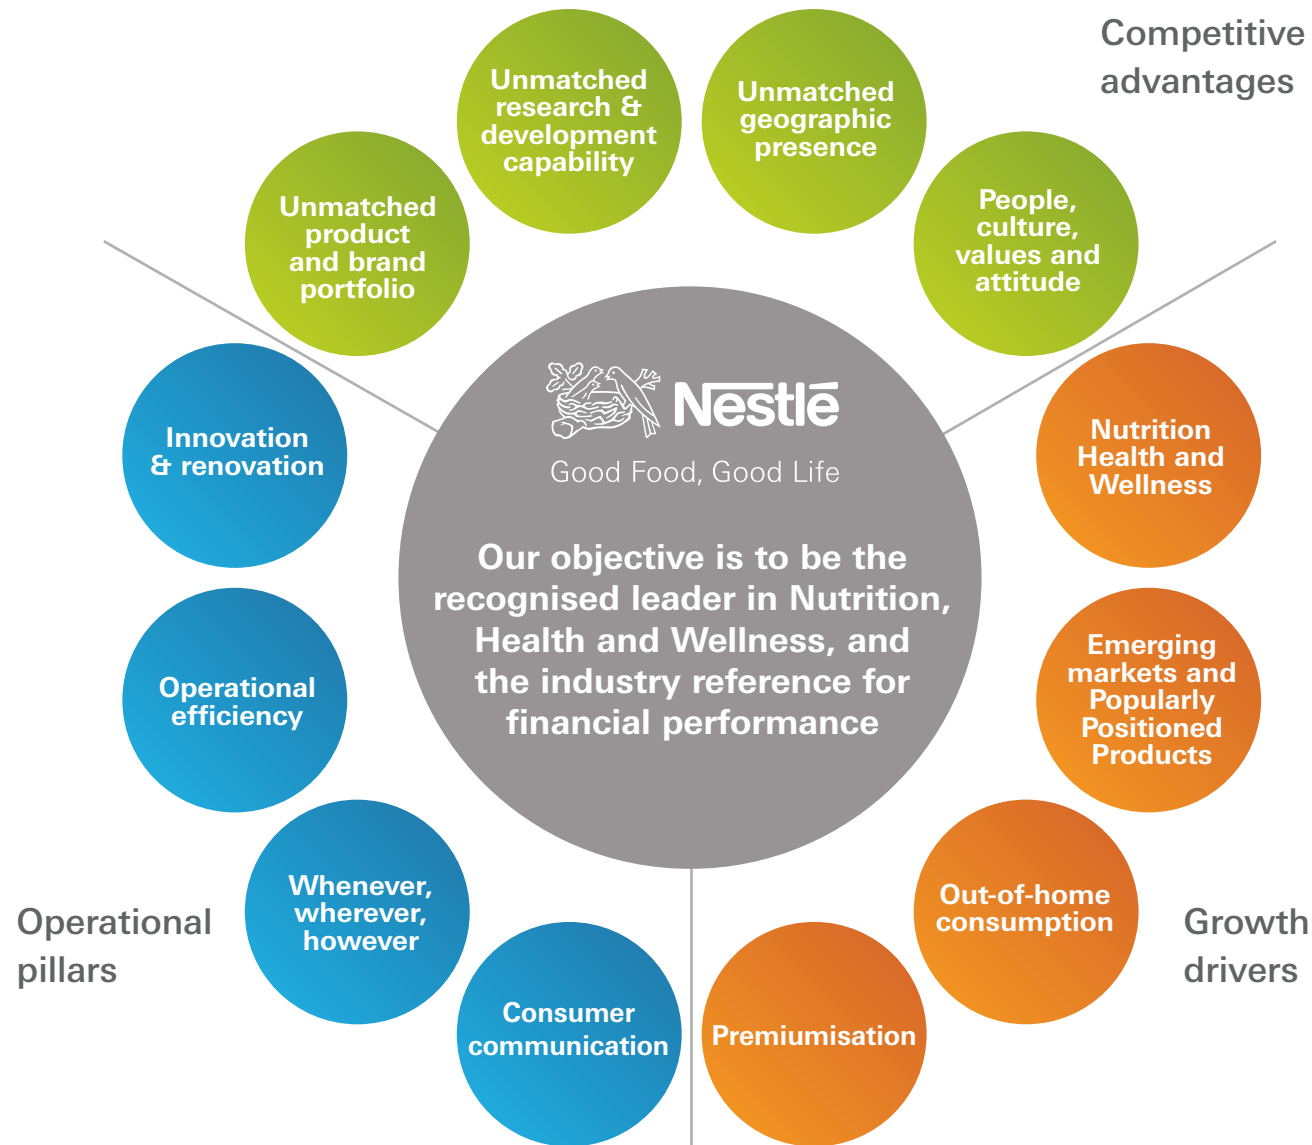 Competitive
advantages
Unmatched
product
and brand
portfolio
Unmatched
research &
development
capability
Unmatched
geographic
presence
People,
culture,
values and
attitude
Nestlé
Good Food, Good Life
Our objective is to be the
recognised leader in Nutrition,
Health and Wellness, and
the industry reference for
financial performance
Nutrition
Health and
Wellness
Emerging
markets and
Popularly
Positioned
Products
Out-of-home
consumption
Premiumisation
Growth
drivers
Innovation
& renovation
Operational
efficiency
Whenever,
wherever,
however
Consumer
communication
Operational
pillars